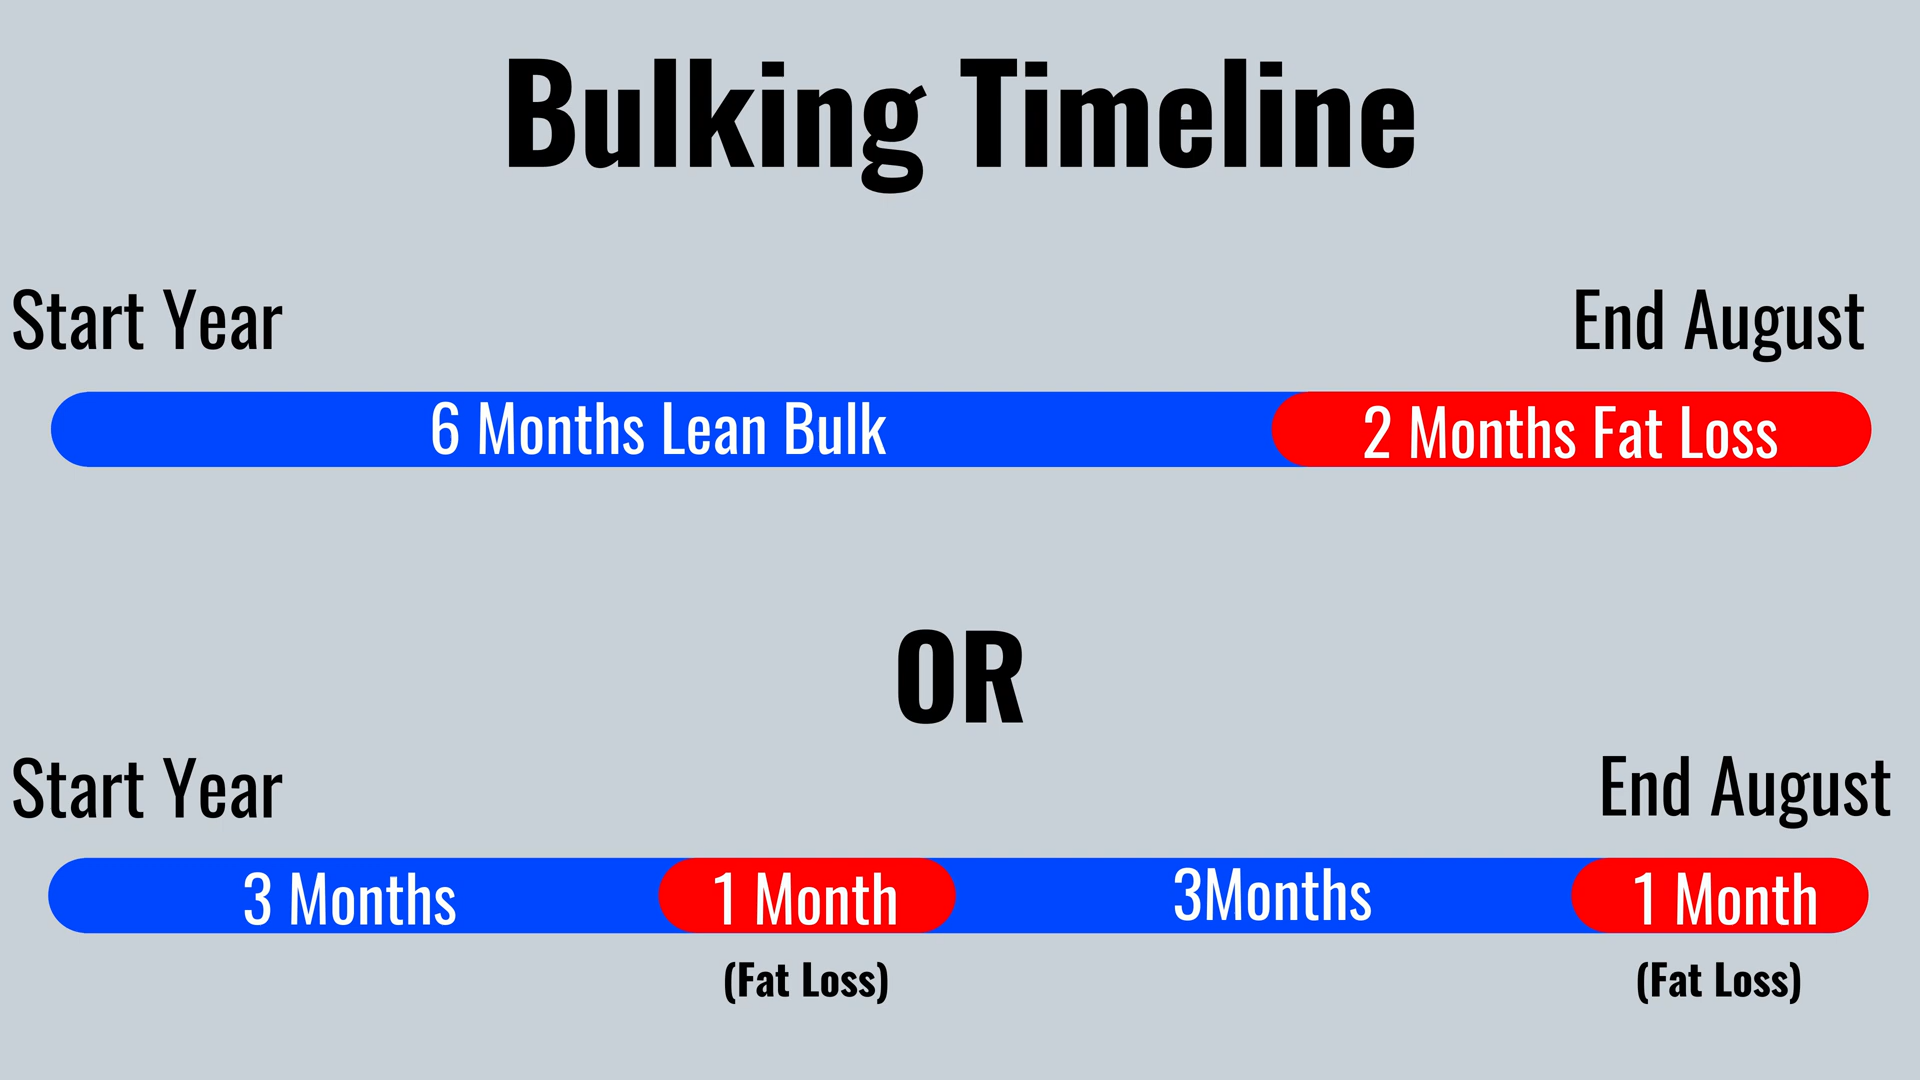 Bulking Timeline
Start Year
End August
6 Months Lean Bulk
2 Months Fat Loss
OR
Start Year
End August
3 Months
1 Month
3Months
1 Month
(Fat Loss)
(Fat Loss)